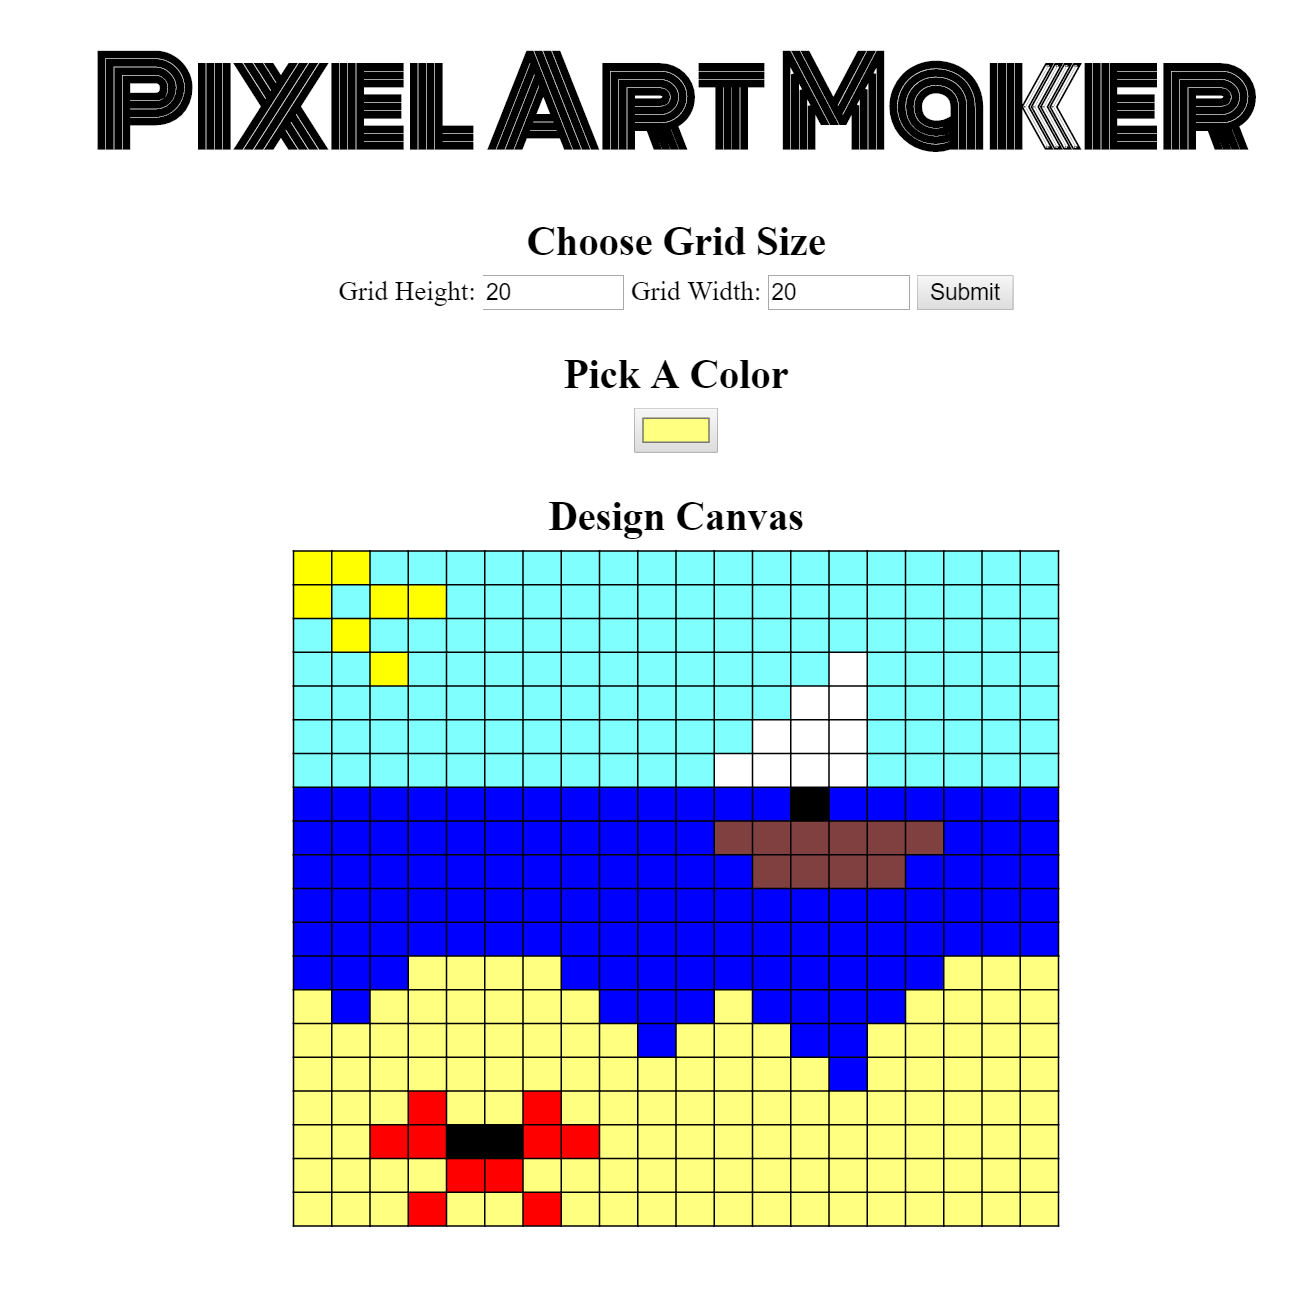 Pixel Art Maker
Choose Grid Size
Grid Height: 20 Grid Width: 20 Submit
Pick A Color
Design Canvas